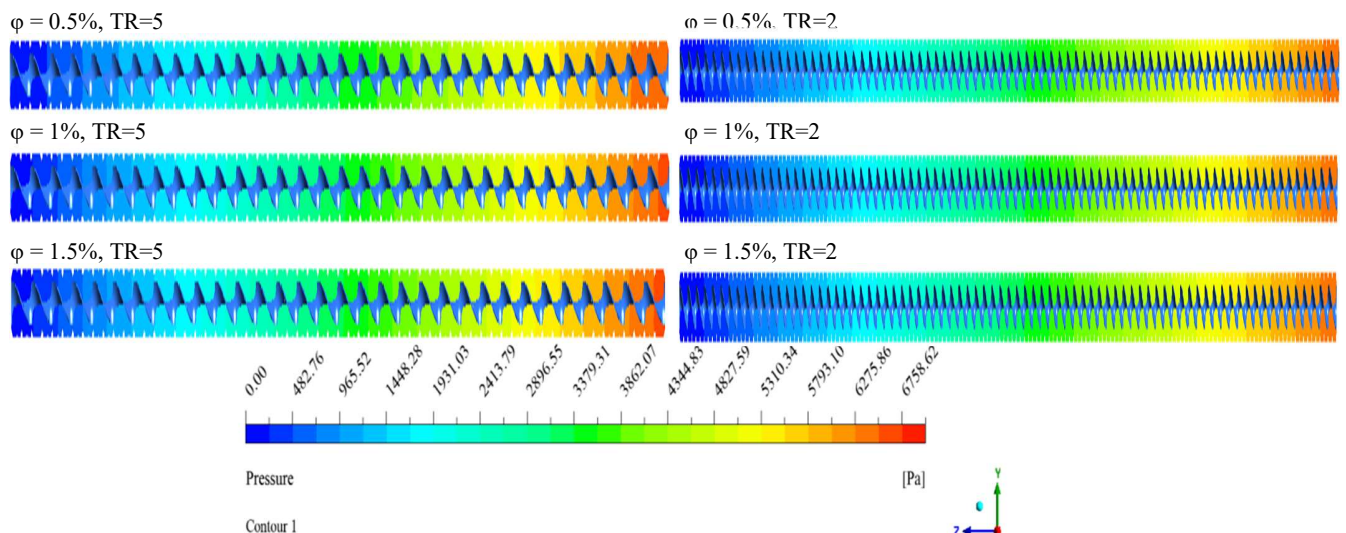 φ = 0.5%, TR=5
φ = 0.5%, TR=2
φ = 1%, TR=5
φ = 1%, TR=2
φ = 1.5%, TR=5
φ = 1.5%, TR=2
0.00 482.76 965.52 1448.28 1931.03 2413.79 2896.55 3379.31 3862.07 4344.83 4827.59 5310.34 5793.10 6275.86 6758.62
Pressure [Pa]
Contour 1
Y
Z